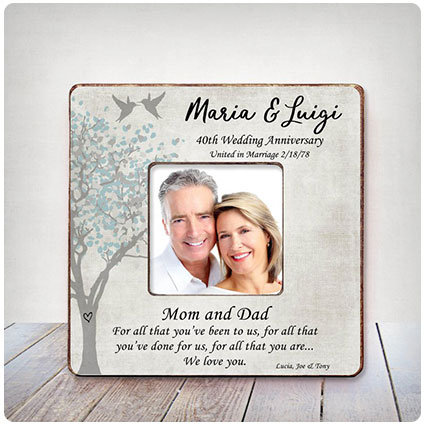 Maria & Luigi
40th Wedding Anniversary
United in Marriage 2/18/78
Mom and Dad
For all that you've been to us, for all that
you've done for us, for all that you are...
We love you.
Lucia, Joe & Tony